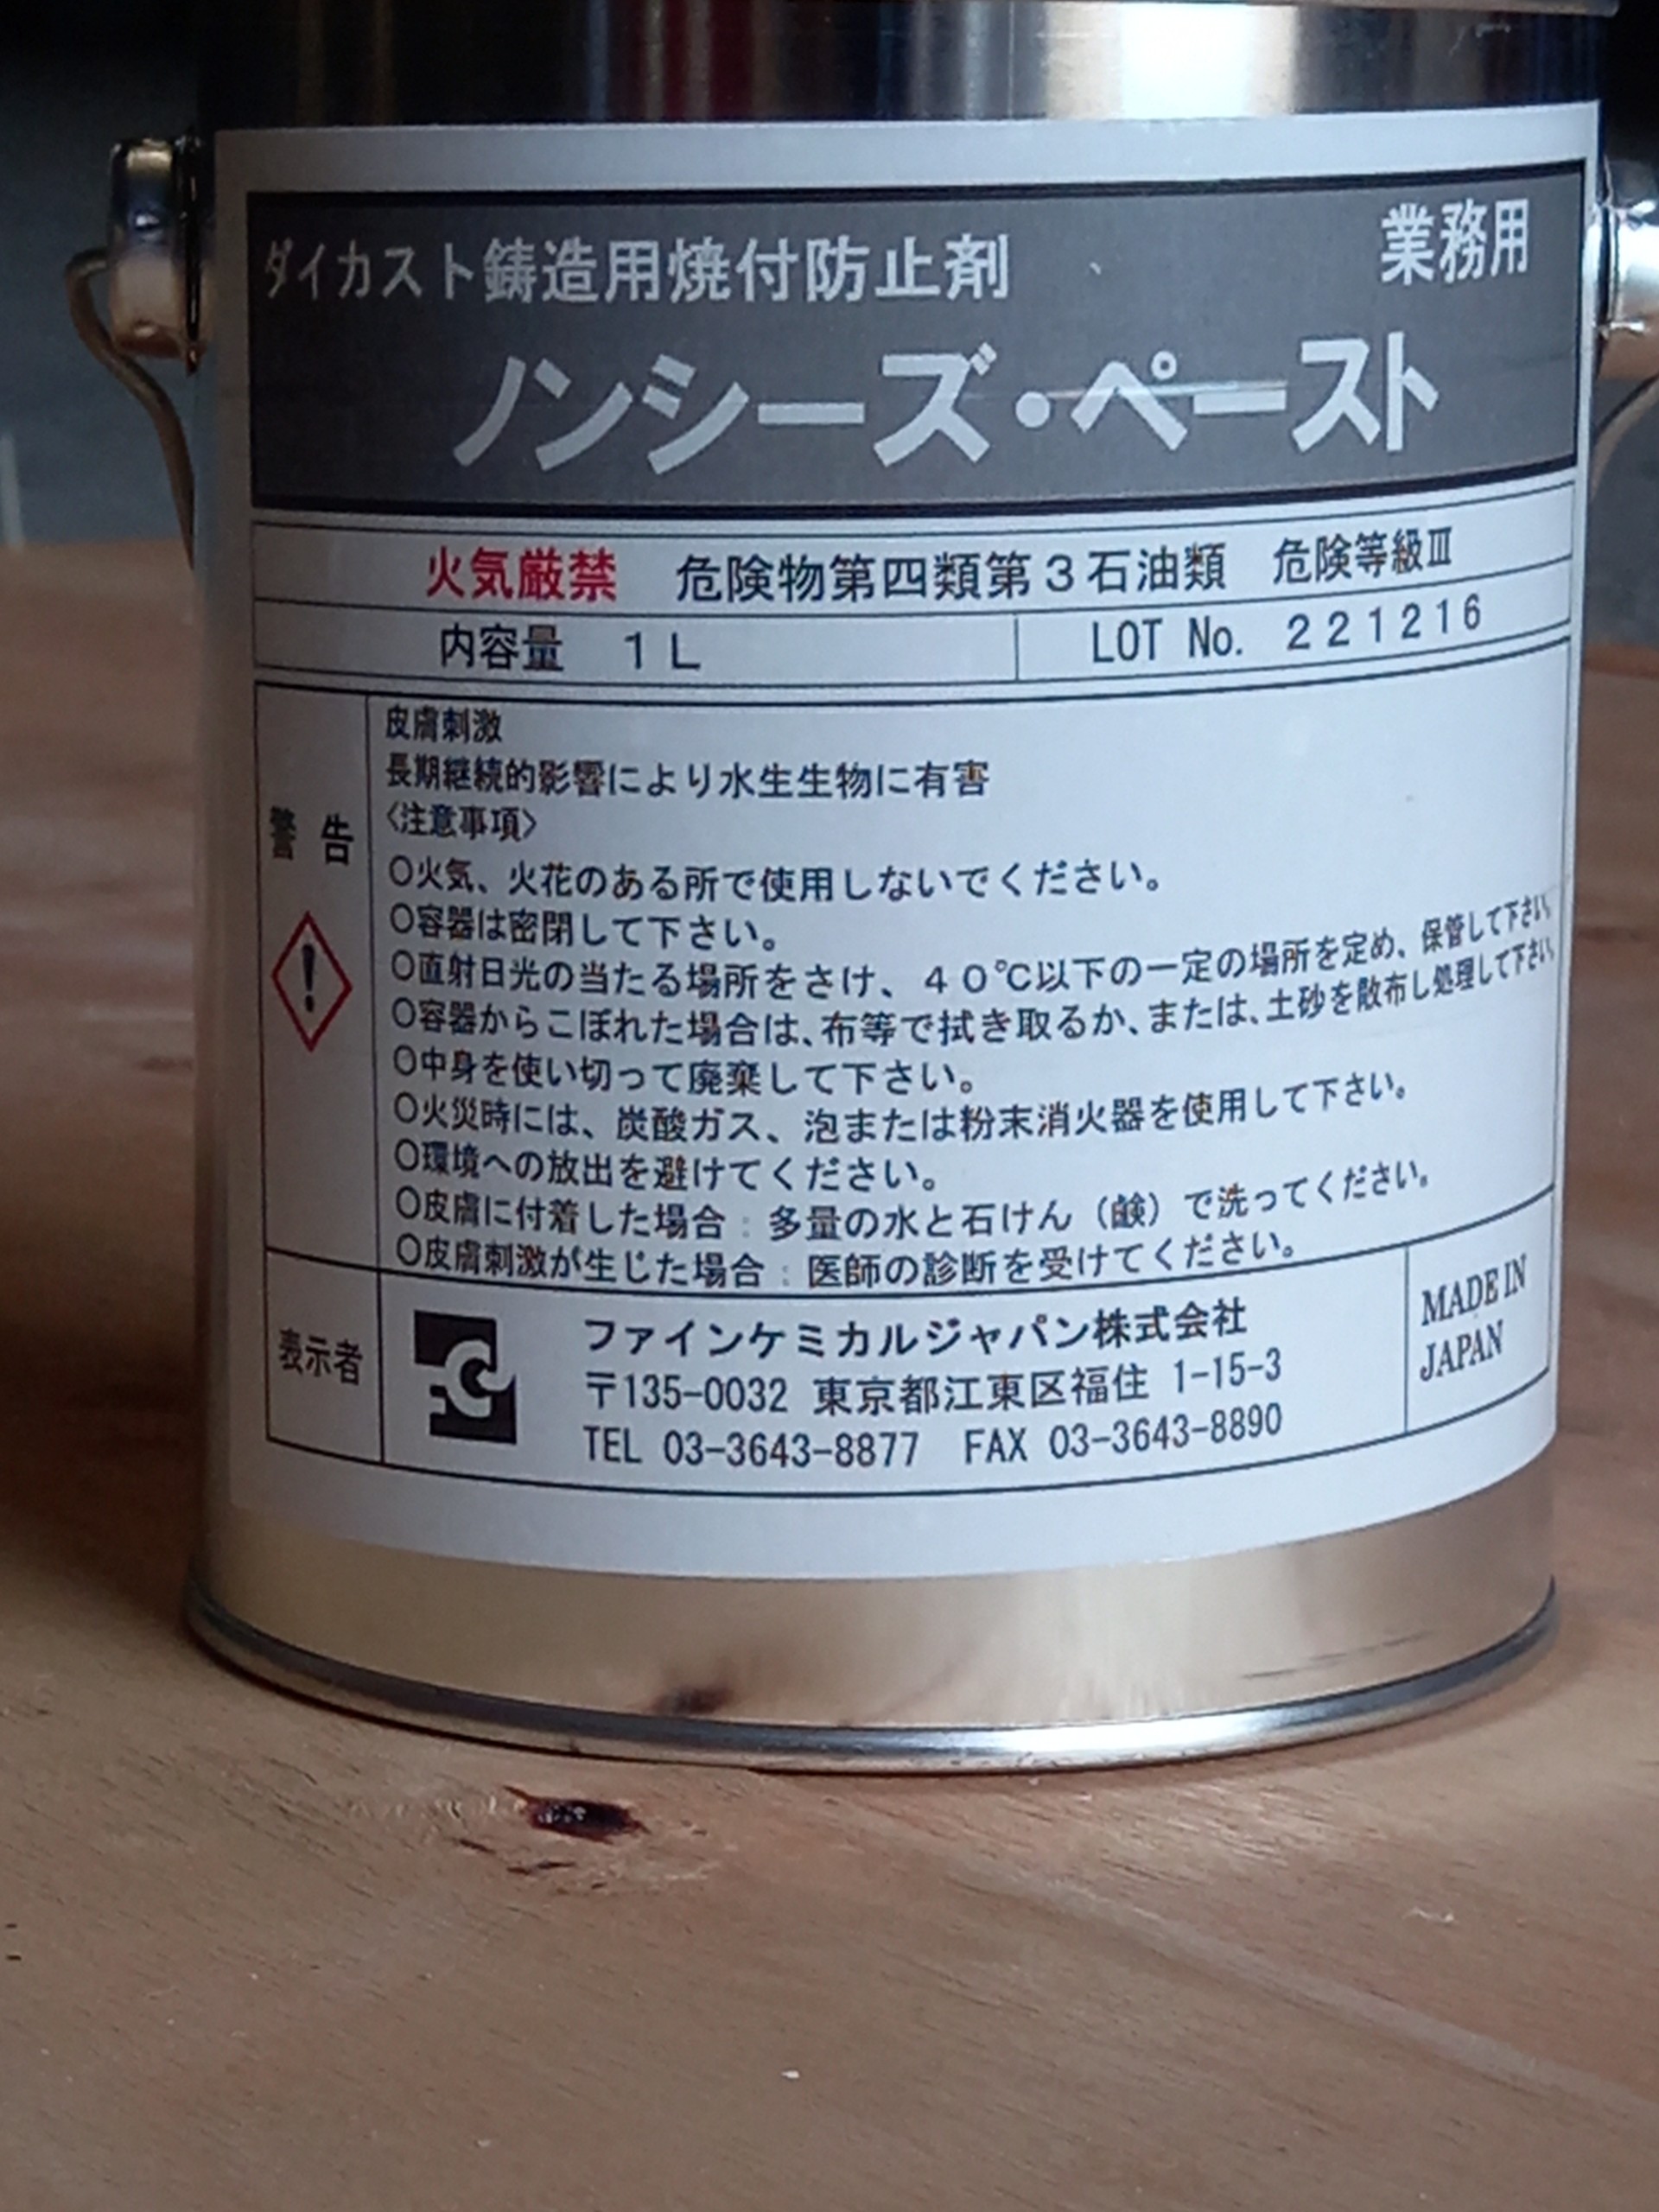 ダイカスト鋳造用焼付防止剤 業務用
ノンシーズ・ペースト
火気厳禁 危険物第四類第3石油類 危険等級Ⅲ
内容量 1L LOT No. 221216
警告
皮膚刺激
長期継続的影響により水生生物に有害
〈注意事項〉
○火気、火花のある所で使用しないでください。
○容器は密閉して下さい。
○直射日光の当たる場所をさけ、40℃以下の一定の場所を定め、保管して下さい。
○容器からこぼれた場合は、布等で拭き取るか、または、土砂を散布し処理して下さい。
○中身を使い切って廃棄して下さい。
○火災時には、炭酸ガス、泡または粉末消火器を使用して下さい。
○環境への放出を避けてください。
○皮膚に付着した場合:多量の水と石けん(鹸)で洗ってください。
○皮膚刺激が生じた場合:医師の診断を受けてください。
表示者
ファインケミカルジャパン株式会社
〒135-0032 東京都江東区福住 1-15-3
TEL 03-3643-8877 FAX 03-3643-8890
MADE IN
JAPAN